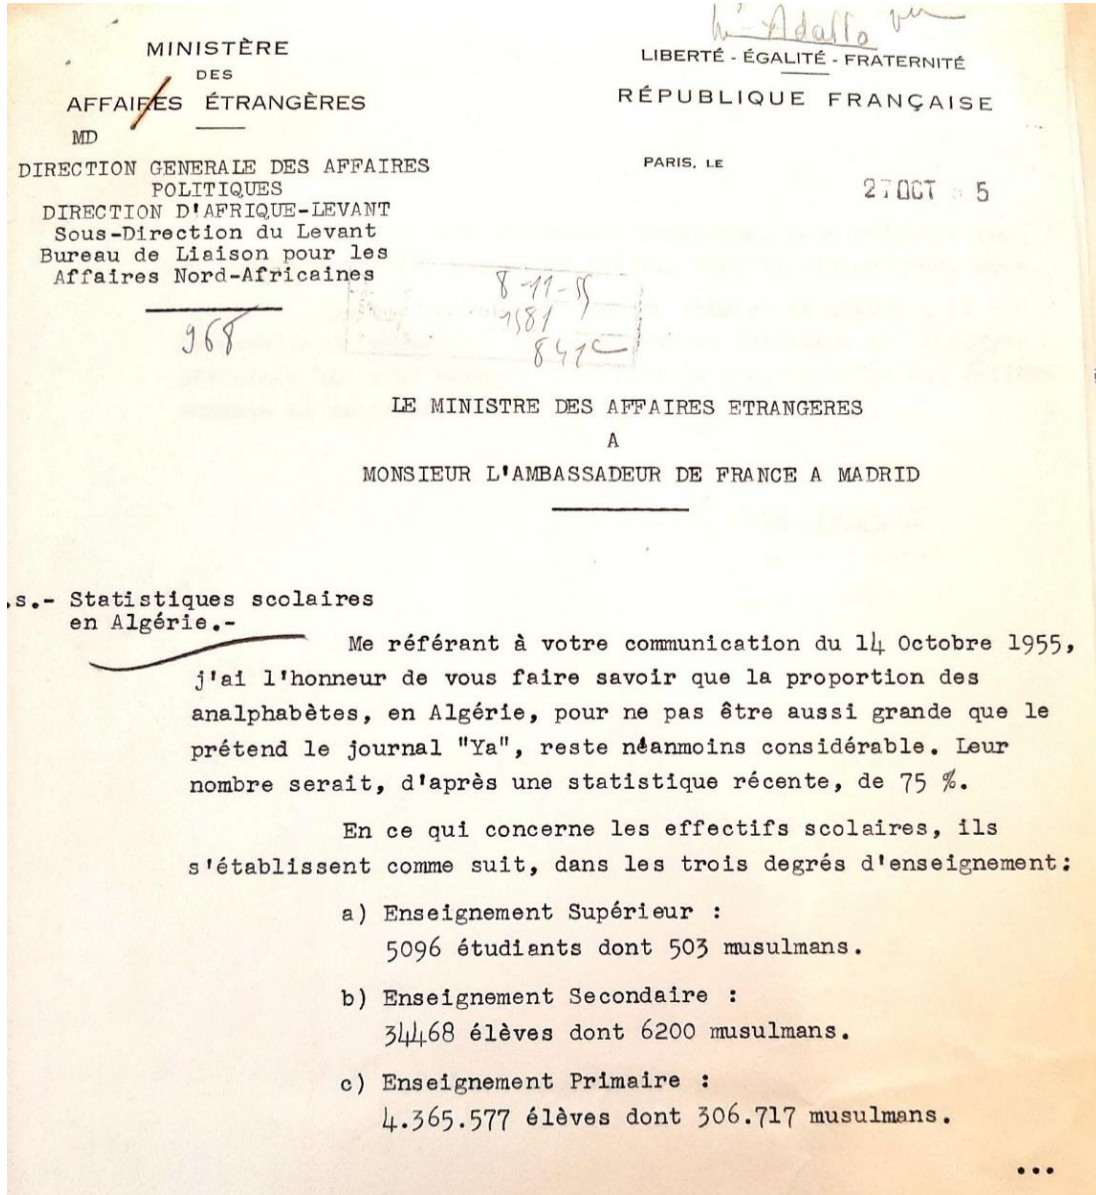 MINISTÈRE
DES
AFFAIRES ÉTRANGÈRES
MD
DIRECTION GENERALE DES AFFAIRES
POLITIQUES
DIRECTION D'AFRIQUE-LEVANT
Sous-Direction du Levant
Bureau de Liaison pour les
Affaires Nord-Africaines
968
LIBERTÉ - ÉGALITÉ - FRATERNITÉ
RÉPUBLIQUE FRANÇAISE
PARIS, LE
27 OCT 5
8-11-55
1581
LE MINISTRE DES AFFAIRES ETRANGERES
A
MONSIEUR L'AMBASSADEUR DE FRANCE A MADRID
.s.- Statistiques scolaires
en Algérie.-
Me référant à votre communication du 14 Octobre 1955,
j'ai l'honneur de vous faire savoir que la proportion des
analphabètes, en Algérie, pour ne pas être aussi grande que le
prétend le journal "Ya", reste néanmoins considérable. Leur
nombre serait, d'après une statistique récente, de 75 %.
En ce qui concerne les effectifs scolaires, ils
s'établissent comme suit, dans les trois degrés d'enseignement:
a) Enseignement Supérieur :
5096 étudiants dont 503 musulmans.
b) Enseignement Secondaire :
34468 élèves dont 6200 musulmans.
c) Enseignement Primaire :
4.365.577 élèves dont 306.717 musulmans.
...